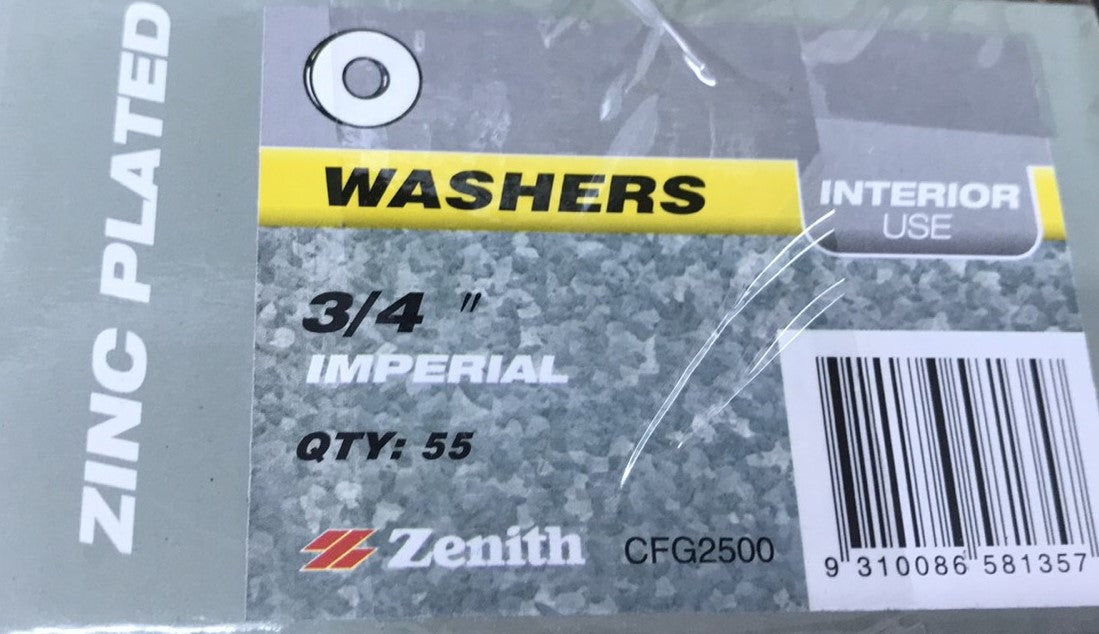 ZINC PLATED
WASHERS
INTERIOR
USE
3/4 "
IMPERIAL
QTY: 55
Zenith
CFG2500
9 310086 581357